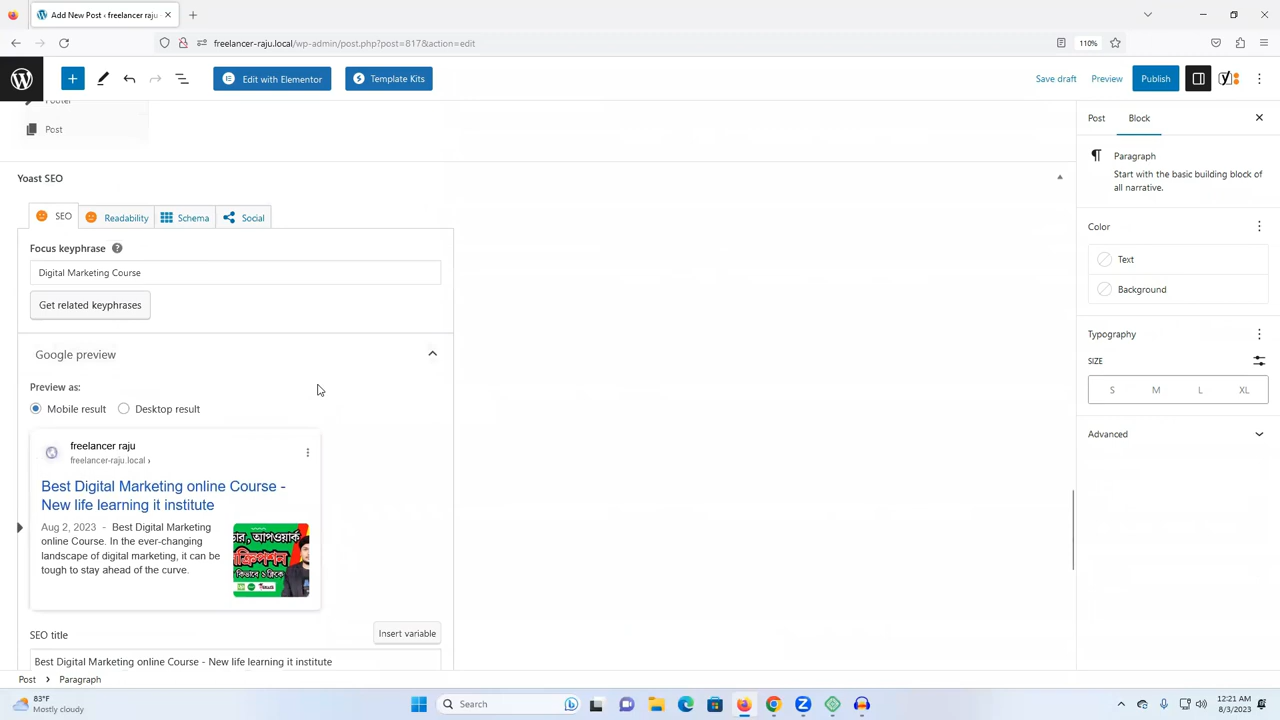 Add New Post ‹ freelancer raju
freelancer-raju.local/wp-admin/post.php?post=817&action=edit
110%
Edit with Elementor
Template Kits
Save draft
Preview
Publish
Footer
Post
Post
Block
Paragraph
Start with the basic building block of
all narrative.
Yoast SEO
SEO
Readability
Schema
Social
Focus keyphrase
Digital Marketing Course
Get related keyphrases
Color
Text
Background
Typography
SIZE
S M L XL
Advanced
Google preview
Preview as:
Mobile result
Desktop result
freelancer raju
freelancer-raju.local ›
Best Digital Marketing online Course -
New life learning it institute
Aug 2, 2023 - Best Digital Marketing
online Course. In the ever-changing
landscape of digital marketing, it can be
tough to stay ahead of the curve.
আপওয়ার্ক
SEO title
Insert variable
Best Digital Marketing online Course - New life learning it institute
Post › Paragraph
83°F
Mostly cloudy
Search
12:21 AM
8/3/2023